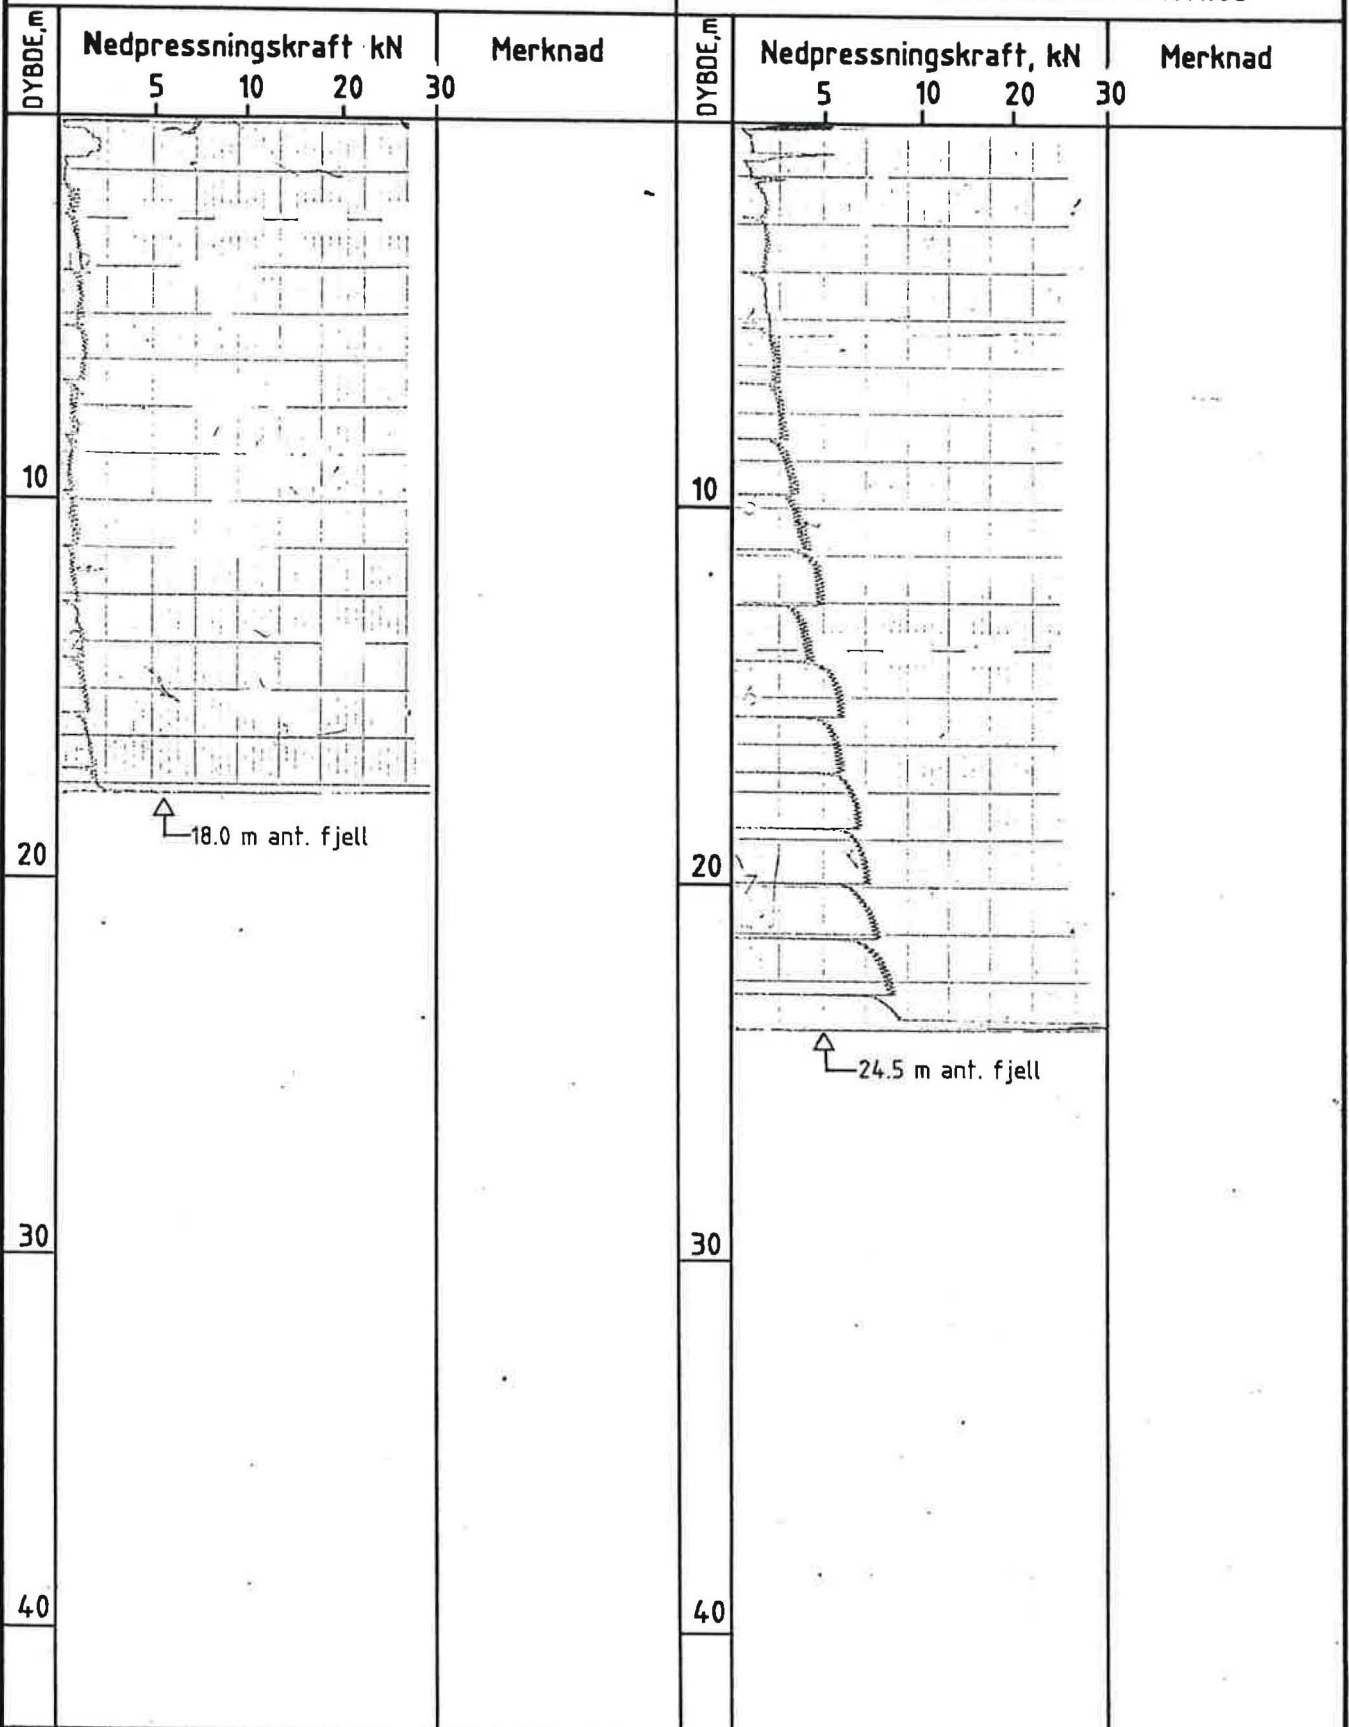 DYBDE,m
Nedpressningskraft kN
Merknad
5 10 20 30
10
18.0 m ant. fjell
20
30
40
DYBDE,m
Nedpressningskraft, kN
Merknad
5 10 20 30
10
20
24.5 m ant. fjell
30
40